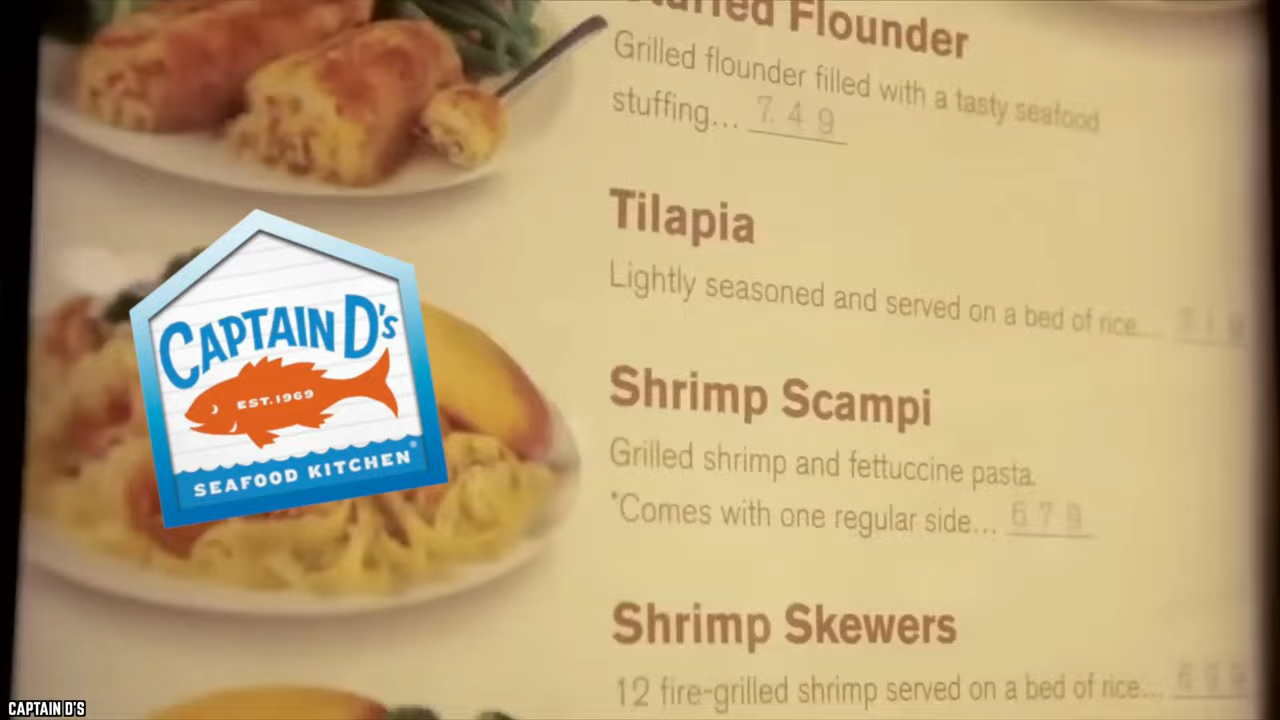 Flounder
Grilled flounder filled with a tasty seafood
stuffing... 7.49
Tilapia
Lightly seasoned and served on a bed of rice...
Shrimp Scampi
Grilled shrimp and fettuccine pasta.
*Comes with one regular side... 679
Shrimp Skewers
12 fire-grilled shrimp served on a bed of rice...
CAPTAIN D's
EST. 1969
SEAFOOD KITCHEN®
CAPTAIN D'S